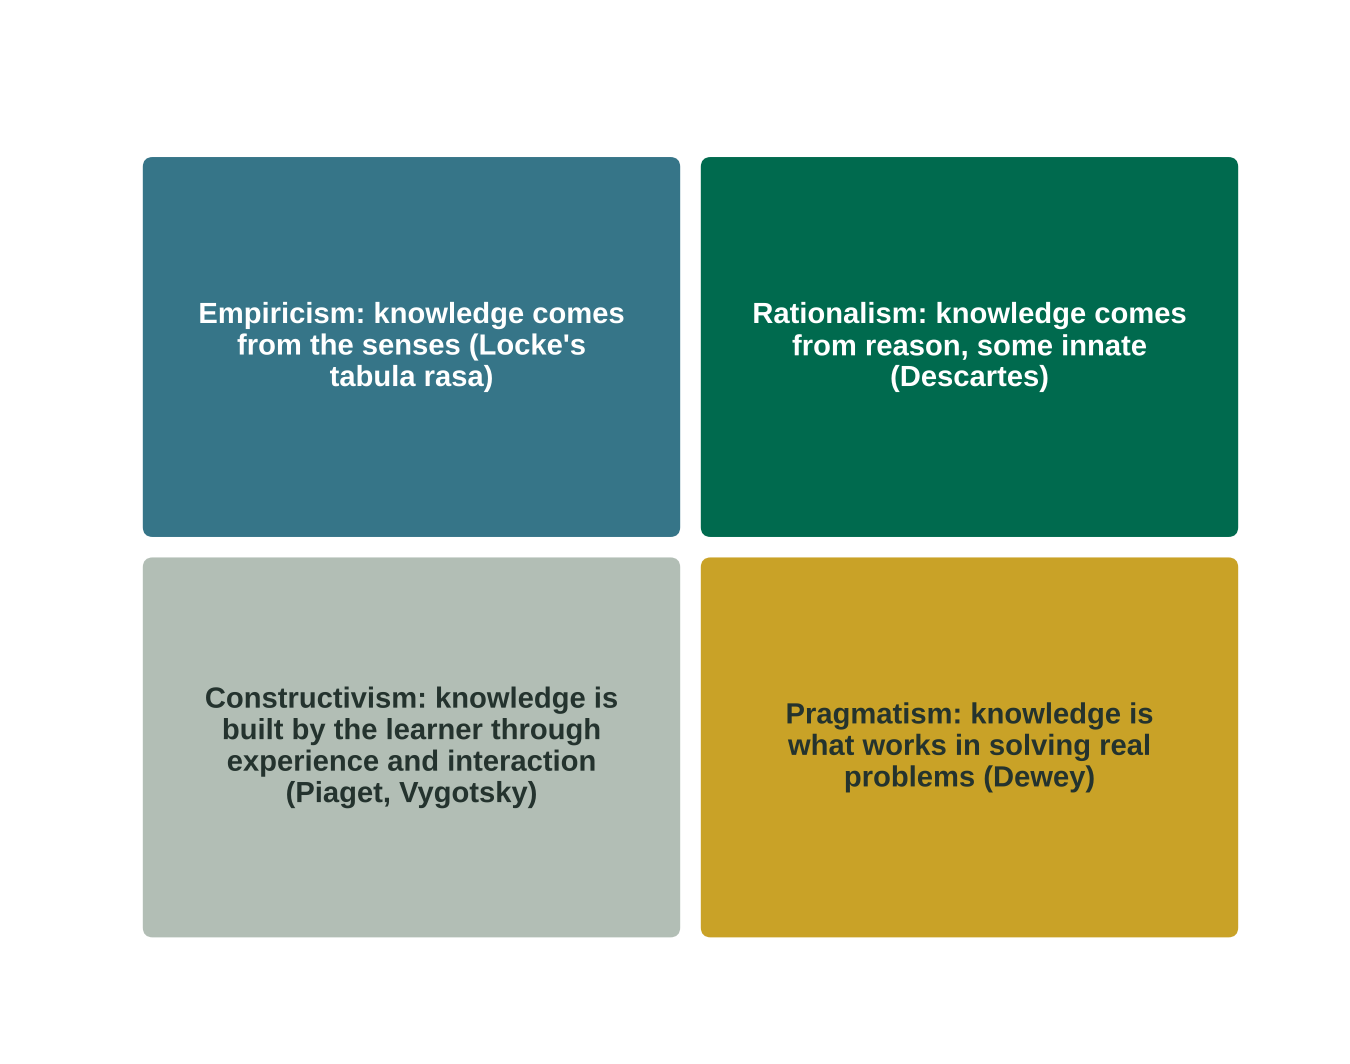 Empiricism: knowledge comes
from the senses (Locke's
tabula rasa)
Rationalism: knowledge comes
from reason, some innate
(Descartes)
Constructivism: knowledge is
built by the learner through
experience and interaction
(Piaget, Vygotsky)
Pragmatism: knowledge is
what works in solving real
problems (Dewey)